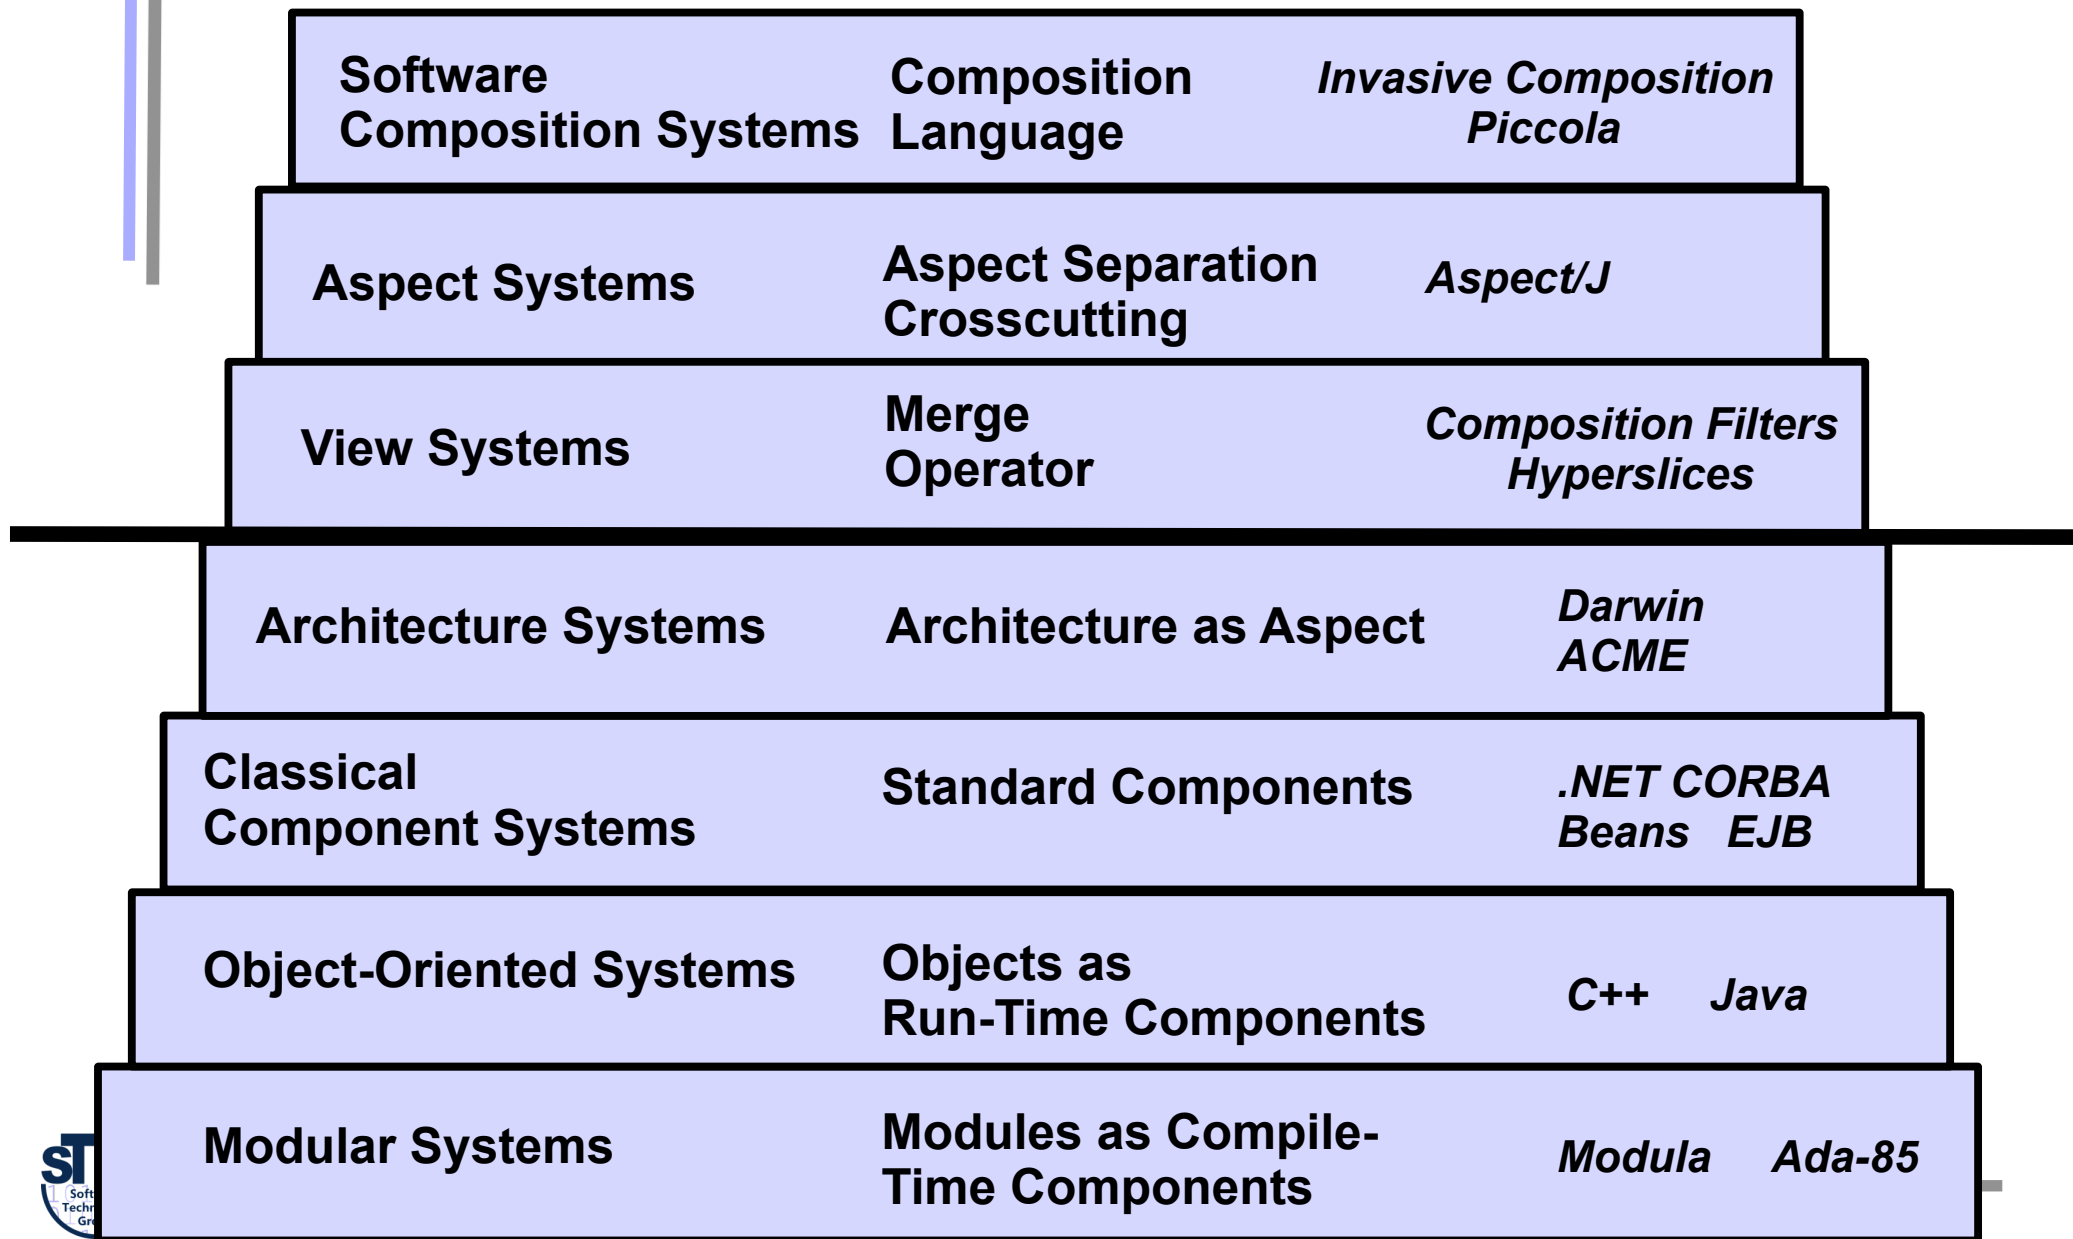 Software
Composition Systems
Composition
Language
Invasive Composition
Piccola
Aspect Systems
Aspect Separation
Crosscutting
Aspect/J
View Systems
Merge
Operator
Composition Filters
Hyperslices
Architecture Systems
Architecture as Aspect
Darwin
ACME
Classical
Component Systems
Standard Components
.NET CORBA
Beans EJB
Object-Oriented Systems
Objects as
Run-Time Components
C++ Java
Modular Systems
Modules as Compile-
Time Components
Modula Ada-85